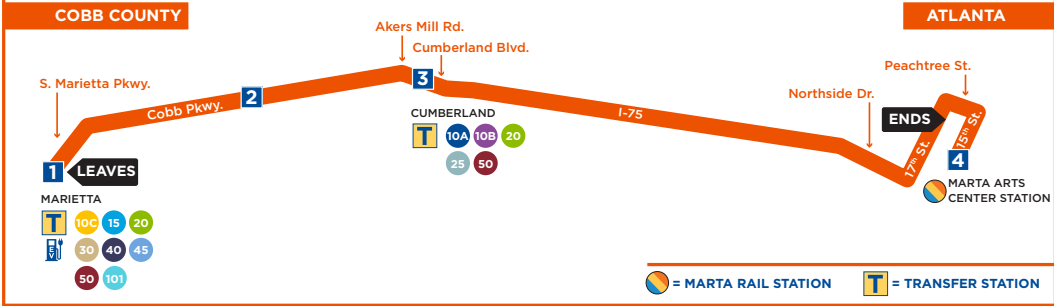 COBB COUNTY
ATLANTA
Akers Mill Rd.
Cumberland Blvd.
Peachtree St.
S. Marietta Pkwy.
Northside Dr.
Cobb Pkwy.
2
3
I-75
ENDS
15th St.
17th St.
4
1
LEAVES
CUMBERLAND
T
10A
10B
20
25
50
MARTA ARTS
CENTER STATION
MARIETTA
T
10C
15
20
EV
30
40
45
50
101
= MARTA RAIL STATION
T
= TRANSFER STATION